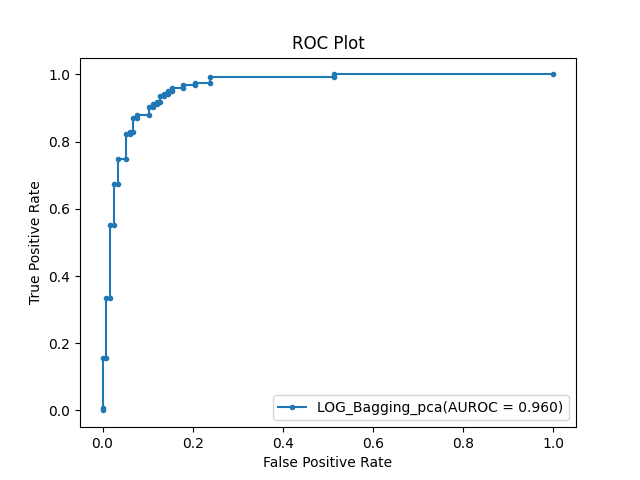 ROC Plot
1.0
0.8
0.6
0.4
0.2
0.0
True Positive Rate
LOG_Bagging_pca(AUROC = 0.960)
0.0 0.2 0.4 0.6 0.8 1.0
False Positive Rate